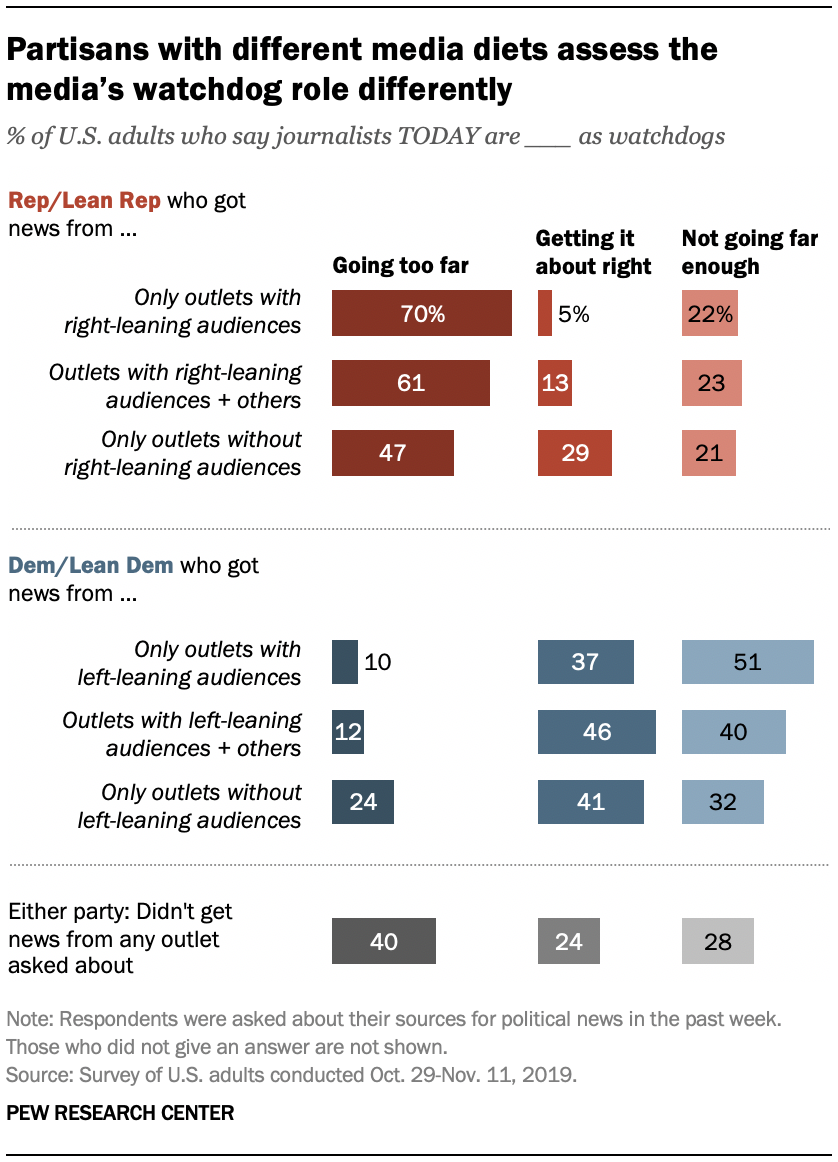 Partisans with different media diets assess the
media's watchdog role differently
% of U.S. adults who say journalists TODAY are ___ as watchdogs
Rep/Lean Rep who got
news from ...
Going too far
Getting it
about right
Not going far
enough
Only outlets with
right-leaning audiences
70%
5%
22%
Outlets with right-leaning
audiences + others
61
13
23
Only outlets without
right-leaning audiences
47
29
21
Dem/Lean Dem who got
news from ...
Only outlets with
left-leaning audiences
10
37
51
Outlets with left-leaning
audiences + others
12
46
40
Only outlets without
left-leaning audiences
24
41
32
Either party: Didn't get
news from any outlet
asked about
40
24
28
Note: Respondents were asked about their sources for political news in the past week.
Those who did not give an answer are not shown.
Source: Survey of U.S. adults conducted Oct. 29-Nov. 11, 2019.
PEW RESEARCH CENTER